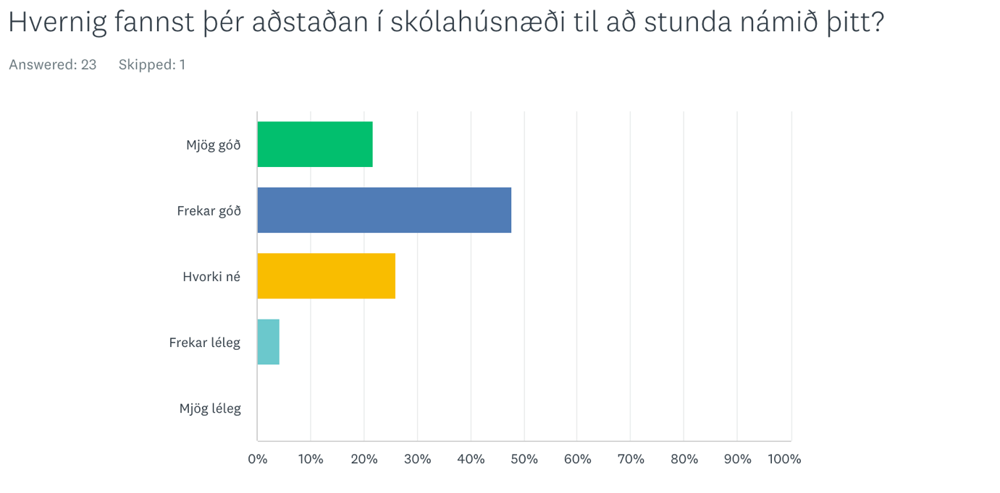 Hvernig fannst þér aðstaðan í skólahúsnæði til að stunda námið þitt?
Answered: 23 Skipped: 1
Mjög góð
Frekar góð
Hvorki né
Frekar léleg
Mjög léleg
0% 10% 20% 30% 40% 50% 60% 70% 80% 90% 100%